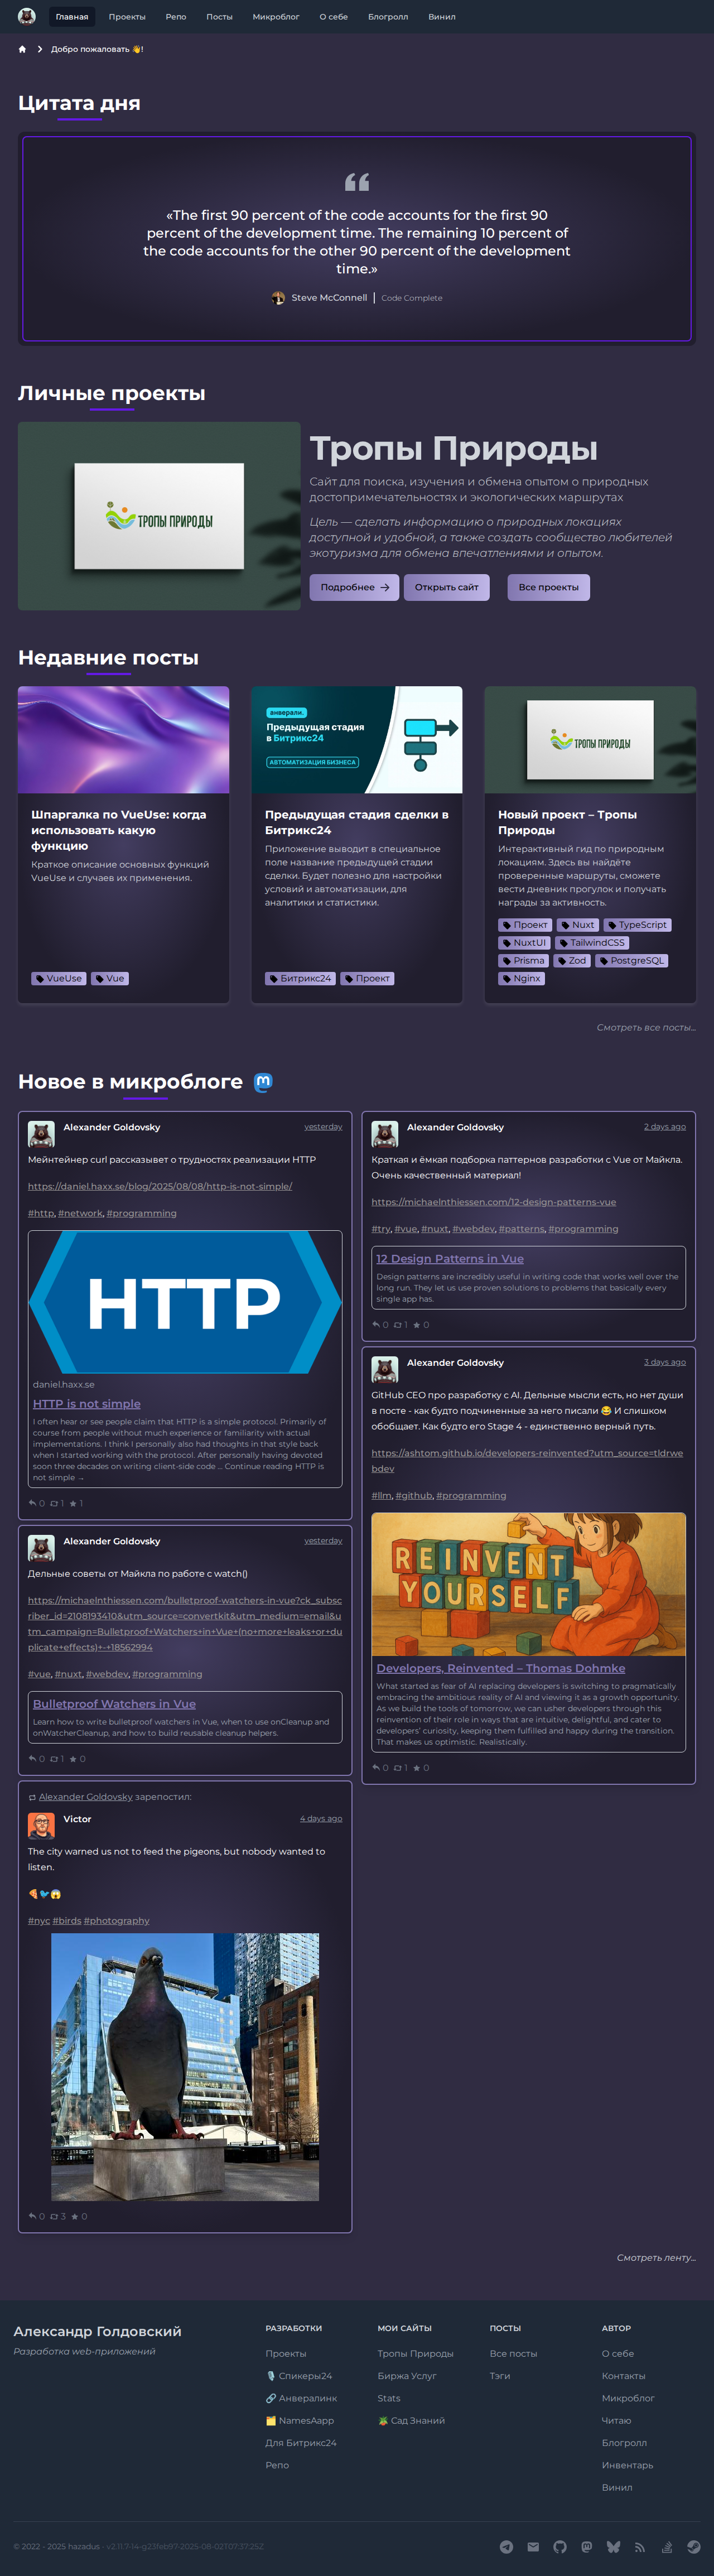 Главная
Проекты
Репо
Посты
Микроблог
О себе
Блогролл
Винил
Добро пожаловать 👋!
Цитата дня
«The first 90 percent of the code accounts for the first 90
percent of the development time. The remaining 10 percent of
the code accounts for the other 90 percent of the development
time.»
Steve McConnell
Code Complete
Личные проекты
ТРОПЫ ПРИРОДЫ
Тропы Природы
Сайт для поиска, изучения и обмена опытом о природных
достопримечательностях и экологических маршрутах
Цель — сделать информацию о природных локациях
доступной и удобной, а также создать сообщество любителей
экотуризма для обмена впечатлениями и опытом.
Подробнее →
Открыть сайт
Все проекты
Недавние посты
Шпаргалка по VueUse: когда
использовать какую
функцию
Краткое описание основных функций
VueUse и случаев их применения.
VueUse
Vue
анверали.
Предыдущая стадия
в Битрикс24
АВТОМАТИЗАЦИЯ БИЗНЕСА
Предыдущая стадия сделки в
Битрикс24
Приложение выводит в специальное
поле название предыдущей стадии
сделки. Будет полезно для настройки
условий и автоматизации, для
аналитики и статистики.
Битрикс24
Проект
ТРОПЫ ПРИРОДЫ
Новый проект – Тропы
Природы
Интерактивный гид по природным
локациям. Здесь вы найдёте
проверенные маршруты, сможете
вести дневник прогулок и получать
награды за активность.
Проект
Nuxt
TypeScript
NuxtUI
TailwindCSS
Prisma
Zod
PostgreSQL
Nginx
Смотреть все посты...
Новое в микроблоге
Alexander Goldovsky
yesterday
Мейнтейнер curl рассказывет о трудностях реализации HTTP
https://daniel.haxx.se/blog/2025/08/08/http-is-not-simple/
#http, #network, #programming
HTTP
daniel.haxx.se
HTTP is not simple
I often hear or see people claim that HTTP is a simple protocol. Primarily of
course from people without much experience or familiarity with actual
implementations. I think I personally also had thoughts in that style back
when I started working with the protocol. After personally having devoted
soon three decades on writing client-side code ... Continue reading HTTP is
not simple →
0 1 1
Alexander Goldovsky
yesterday
Дельные советы от Майкла по работе с watch()
https://michaelnthiessen.com/bulletproof-watchers-in-vue?ck_subsc
riber_id=2108193410&utm_source=convertkit&utm_medium=email&u
tm_campaign=Bulletproof+Watchers+in+Vue+(no+more+leaks+or+du
plicate+effects)+-+18562994
#vue, #nuxt, #webdev, #programming
Bulletproof Watchers in Vue
Learn how to write bulletproof watchers in Vue, when to use onCleanup and
onWatcherCleanup, and how to build reusable cleanup helpers.
0 1 0
Alexander Goldovsky зарепостил:
Victor
4 days ago
The city warned us not to feed the pigeons, but nobody wanted to
listen.
🍕🐦😱
#nyc #birds #photography
0 3 0
Alexander Goldovsky
2 days ago
Краткая и ёмкая подборка паттернов разработки с Vue от Майкла.
Очень качественный материал!
https://michaelnthiessen.com/12-design-patterns-vue
#try, #vue, #nuxt, #webdev, #patterns, #programming
12 Design Patterns in Vue
Design patterns are incredibly useful in writing code that works well over the
long run. They let us use proven solutions to problems that basically every
single app has.
0 1 0
Alexander Goldovsky
3 days ago
GitHub CEO про разработку с AI. Дельные мысли есть, но нет души
в посте - как будто подчиненные за него писали 😂 И слишком
обобщает. Как будто его Stage 4 - единственно верный путь.
https://ashtom.github.io/developers-reinvented?utm_source=tldrwe
bdev
#llm, #github, #programming
REINVENT
YOURSELF
Developers, Reinvented – Thomas Dohmke
What started as fear of AI replacing developers is switching to pragmatically
embracing the ambitious reality of AI and viewing it as a growth opportunity.
As we build the tools of tomorrow, we can usher developers through this
reinvention of their role in ways that are intuitive, delightful, and cater to
developers' curiosity, keeping them fulfilled and happy during the transition.
That makes us optimistic. Realistically.
0 1 0
Смотреть ленту...
Александр Голдовский
Разработка web-приложений
РАЗРАБОТКИ
Проекты
🎙️ Спикеры24
🔗 Анвералинк
🗂️ NamesAapp
Для Битрикс24
Репо
МОИ САЙТЫ
Тропы Природы
Биржа Услуг
Stats
🪴 Сад Знаний
ПОСТЫ
Все посты
Тэги
АВТОР
О себе
Контакты
Микроблог
Читаю
Блогролл
Инвентарь
Винил
© 2022 - 2025 hazadus · v2.11.7-14-g23feb97-2025-08-02T07:37:25Z